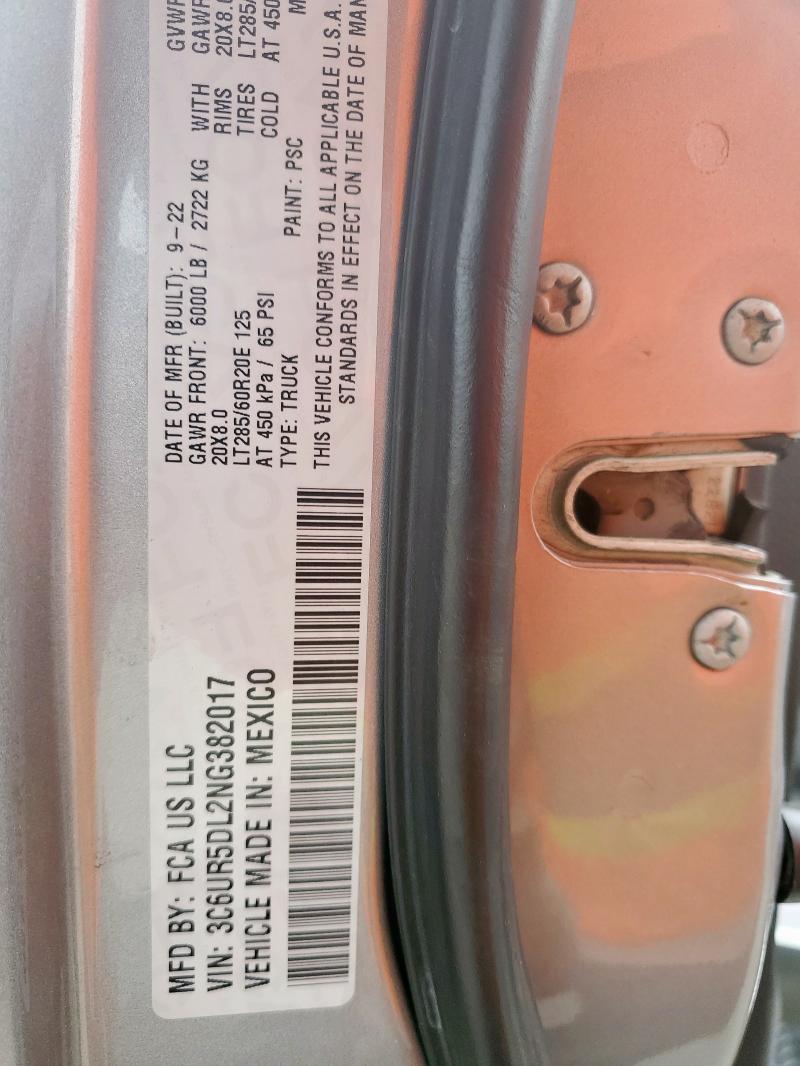 MFD BY: FCA US LLC
VIN: 3C6UR5DL2NG382017
VEHICLE MADE IN: MEXICO
DATE OF MFR (BUILT): 9-22 GVWR
GAWR FRONT: 6000 LB / 2722 KG WITH GAWR
20X8.0 RIMS 20X8.0
LT285/60R20E 125 TIRES LT285/
AT 450 kPa / 65 PSI COLD AT 450
TYPE: TRUCK PAINT: PSC M
THIS VEHICLE CONFORMS TO ALL APPLICABLE U.S.A.
STANDARDS IN EFFECT ON THE DATE OF MAN